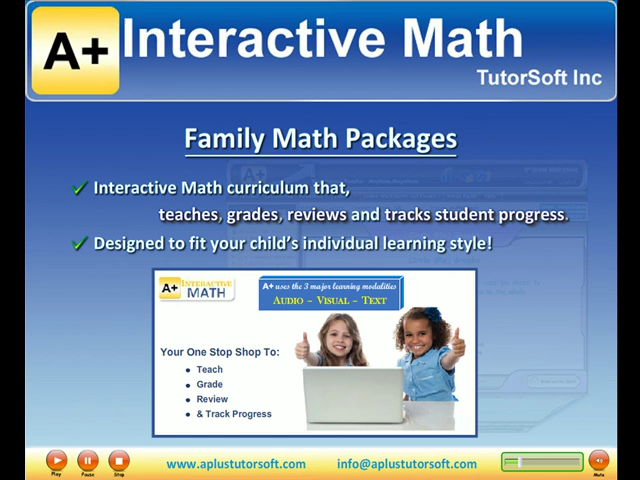 A+ Interactive Math
TutorSoft Inc
Family Math Packages
Interactive Math curriculum that,
teaches, grades, reviews and tracks student progress.
Designed to fit your child's individual learning style!
A+ INTERACTIVE
MATH
A+ uses the 3 major learning modalities
AUDIO – VISUAL – TEXT
Your One Stop Shop To:
• Teach
• Grade
• Review
• & Track Progress
www.aplustutorsoft.com info@aplustutorsoft.com
Play Pause Stop Mute